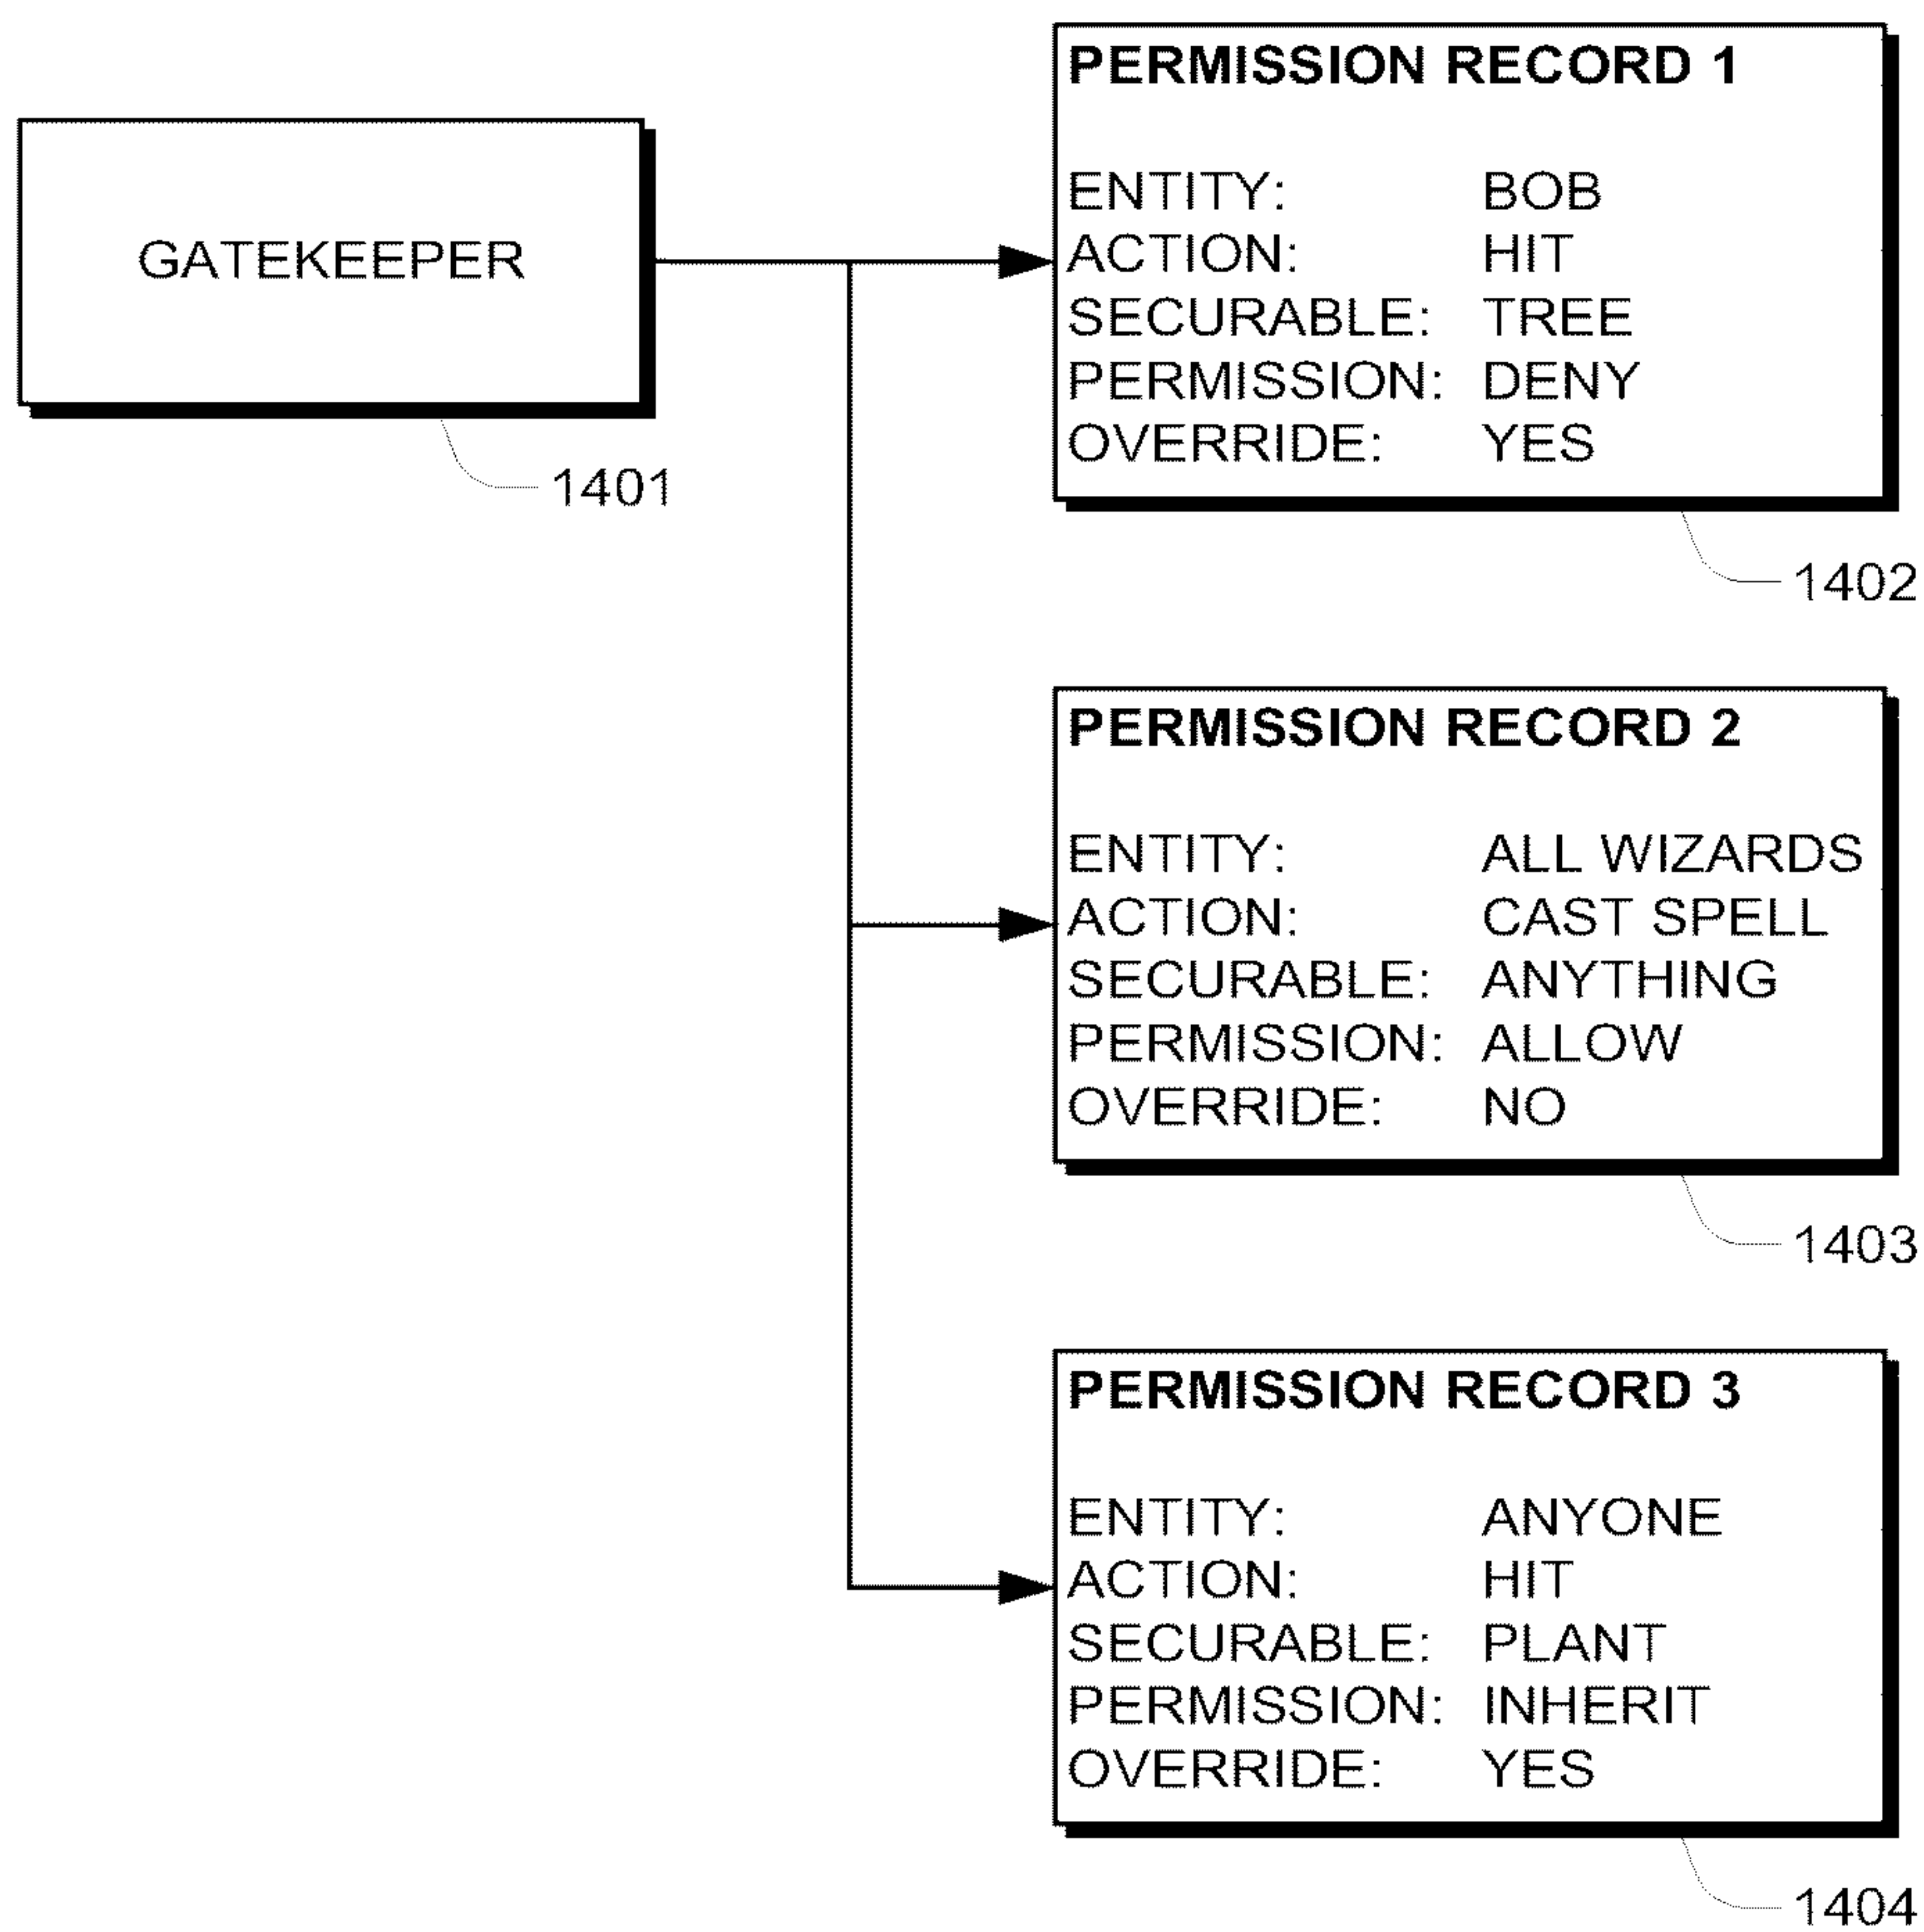 GATEKEEPER
1401
PERMISSION RECORD 1
ENTITY: BOB
ACTION: HIT
SECURABLE: TREE
PERMISSION: DENY
OVERRIDE: YES
1402
PERMISSION RECORD 2
ENTITY: ALL WIZARDS
ACTION: CAST SPELL
SECURABLE: ANYTHING
PERMISSION: ALLOW
OVERRIDE: NO
1403
PERMISSION RECORD 3
ENTITY: ANYONE
ACTION: HIT
SECURABLE: PLANT
PERMISSION: INHERIT
OVERRIDE: YES
1404